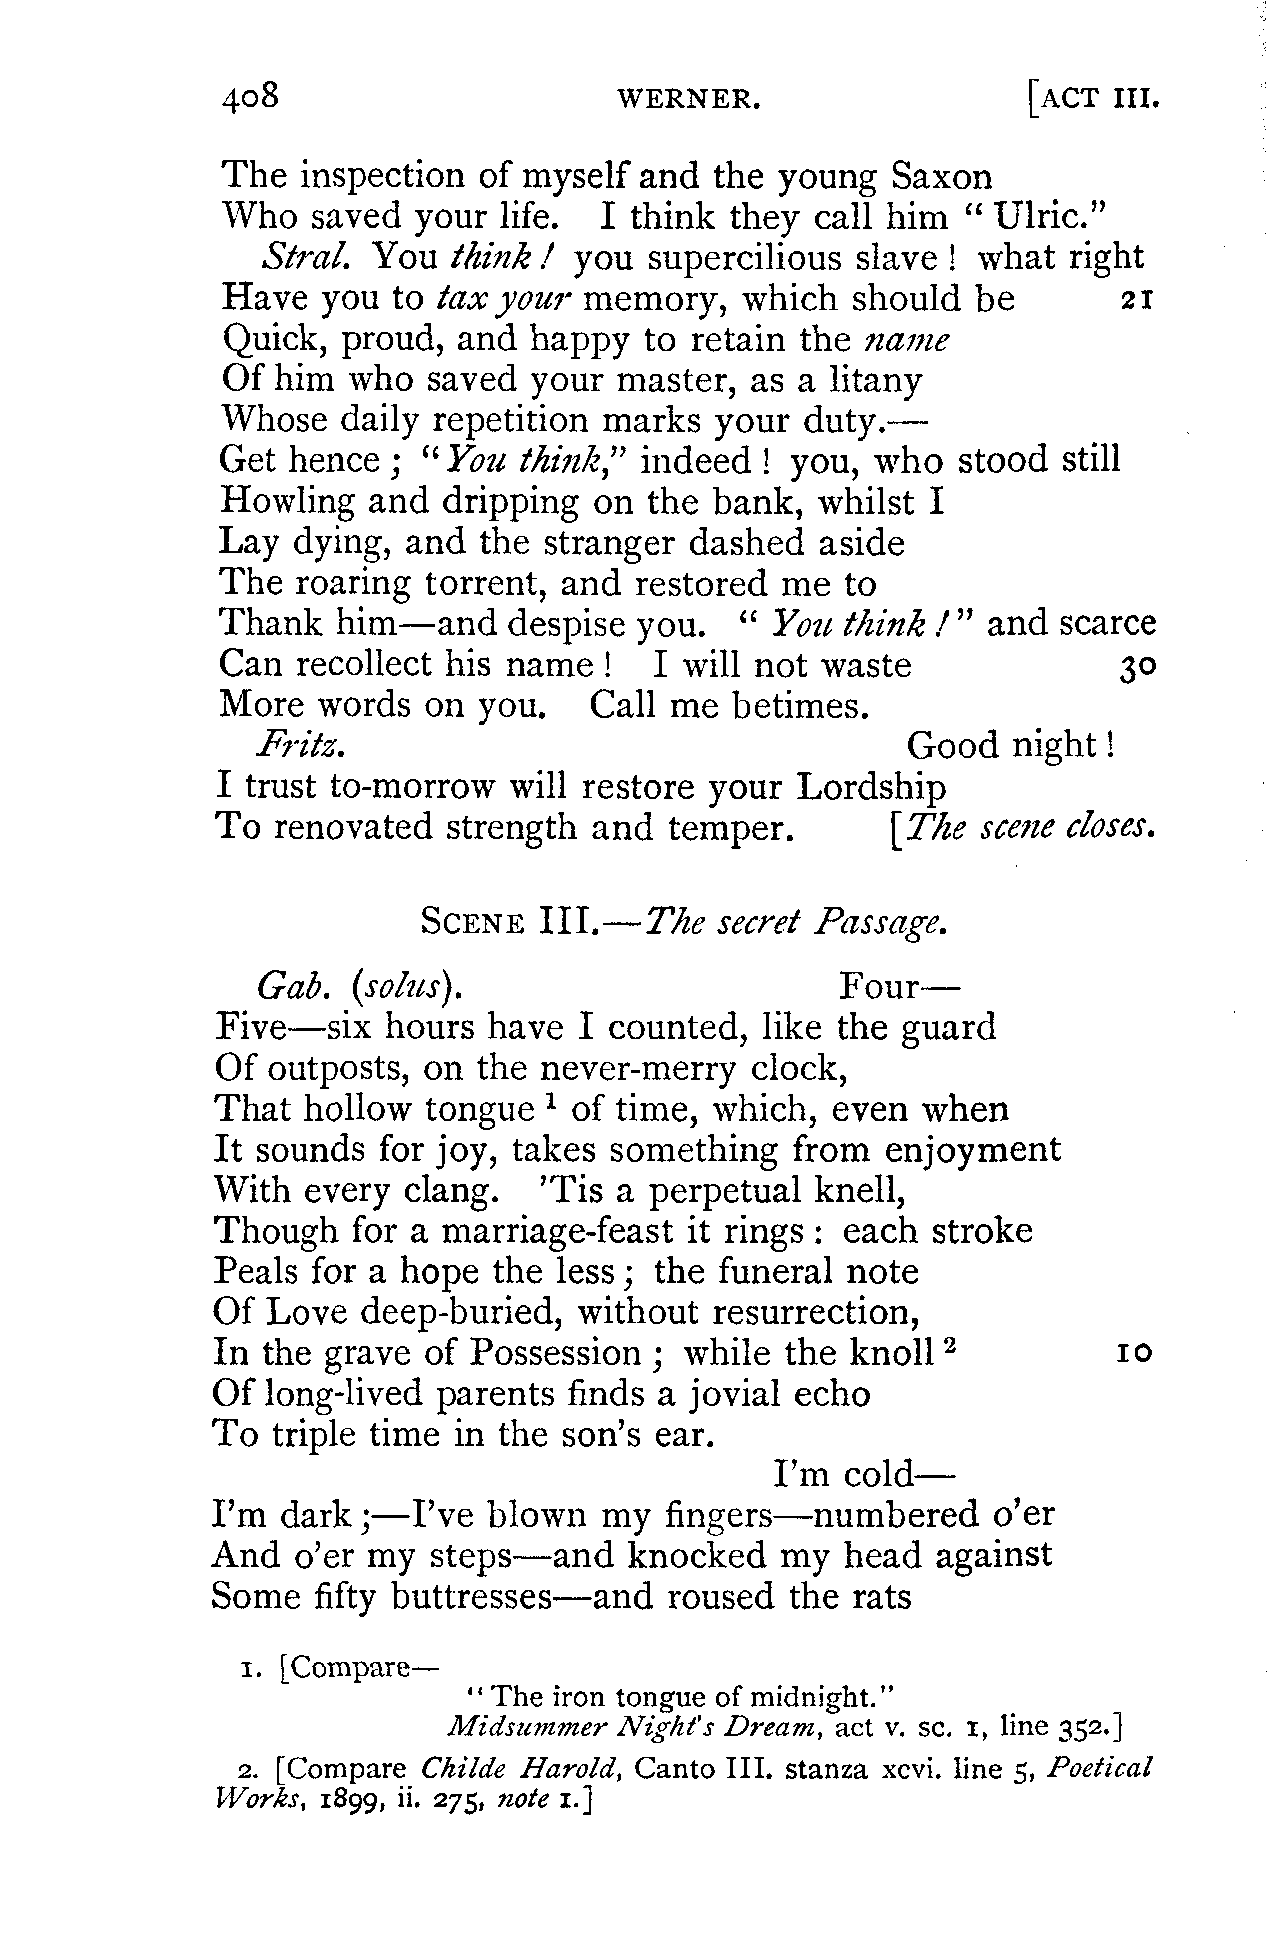 408 WERNER. [ACT III.
The inspection of myself and the young Saxon
Who saved your life. I think they call him “Ulric.”
Stral. You think! you supercilious slave! what right
Have you to tax your memory, which should be 21
Quick, proud, and happy to retain the name
Of him who saved your master, as a litany
Whose daily repetition marks your duty.—
Get hence; “You think,” indeed! you, who stood still
Howling and dripping on the bank, whilst I
Lay dying, and the stranger dashed aside
The roaring torrent, and restored me to
Thank him—and despise you. “You think!” and scarce
Can recollect his name! I will not waste 30
More words on you. Call me betimes.
Fritz. Good night!
I trust to-morrow will restore your Lordship
To renovated strength and temper. [The scene closes.
SCENE III.—The secret Passage.
Gab. (solus). Four—
Five—six hours have I counted, like the guard
Of outposts, on the never-merry clock,
That hollow tongue 1 of time, which, even when
It sounds for joy, takes something from enjoyment
With every clang. ’Tis a perpetual knell,
Though for a marriage-feast it rings: each stroke
Peals for a hope the less; the funeral note
Of Love deep-buried, without resurrection,
In the grave of Possession; while the knoll 2 10
Of long-lived parents finds a jovial echo
To triple time in the son’s ear.
I’m cold—
I’m dark;—I’ve blown my fingers—numbered o’er
And o’er my steps—and knocked my head against
Some fifty buttresses—and roused the rats
1. [Compare—
“The iron tongue of midnight.”
Midsummer Night’s Dream, act v. sc. 1, line 352.]
2. [Compare Childe Harold, Canto III. stanza xcvi. line 5, Poetical
Works, 1899, ii. 275, note 1.]